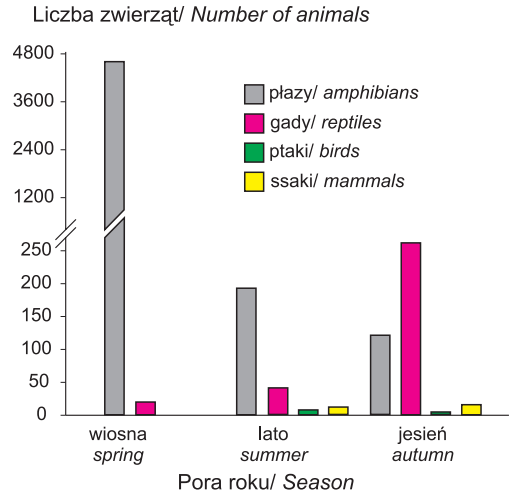 Liczba zwierząt/ Number of animals
4800
3600
2400
1200
250
200
150
100
50
0
płazy/ amphibians
gady/ reptiles
ptaki/ birds
ssaki/ mammals
wiosna
spring
lato
summer
jesień
autumn
Pora roku/ Season